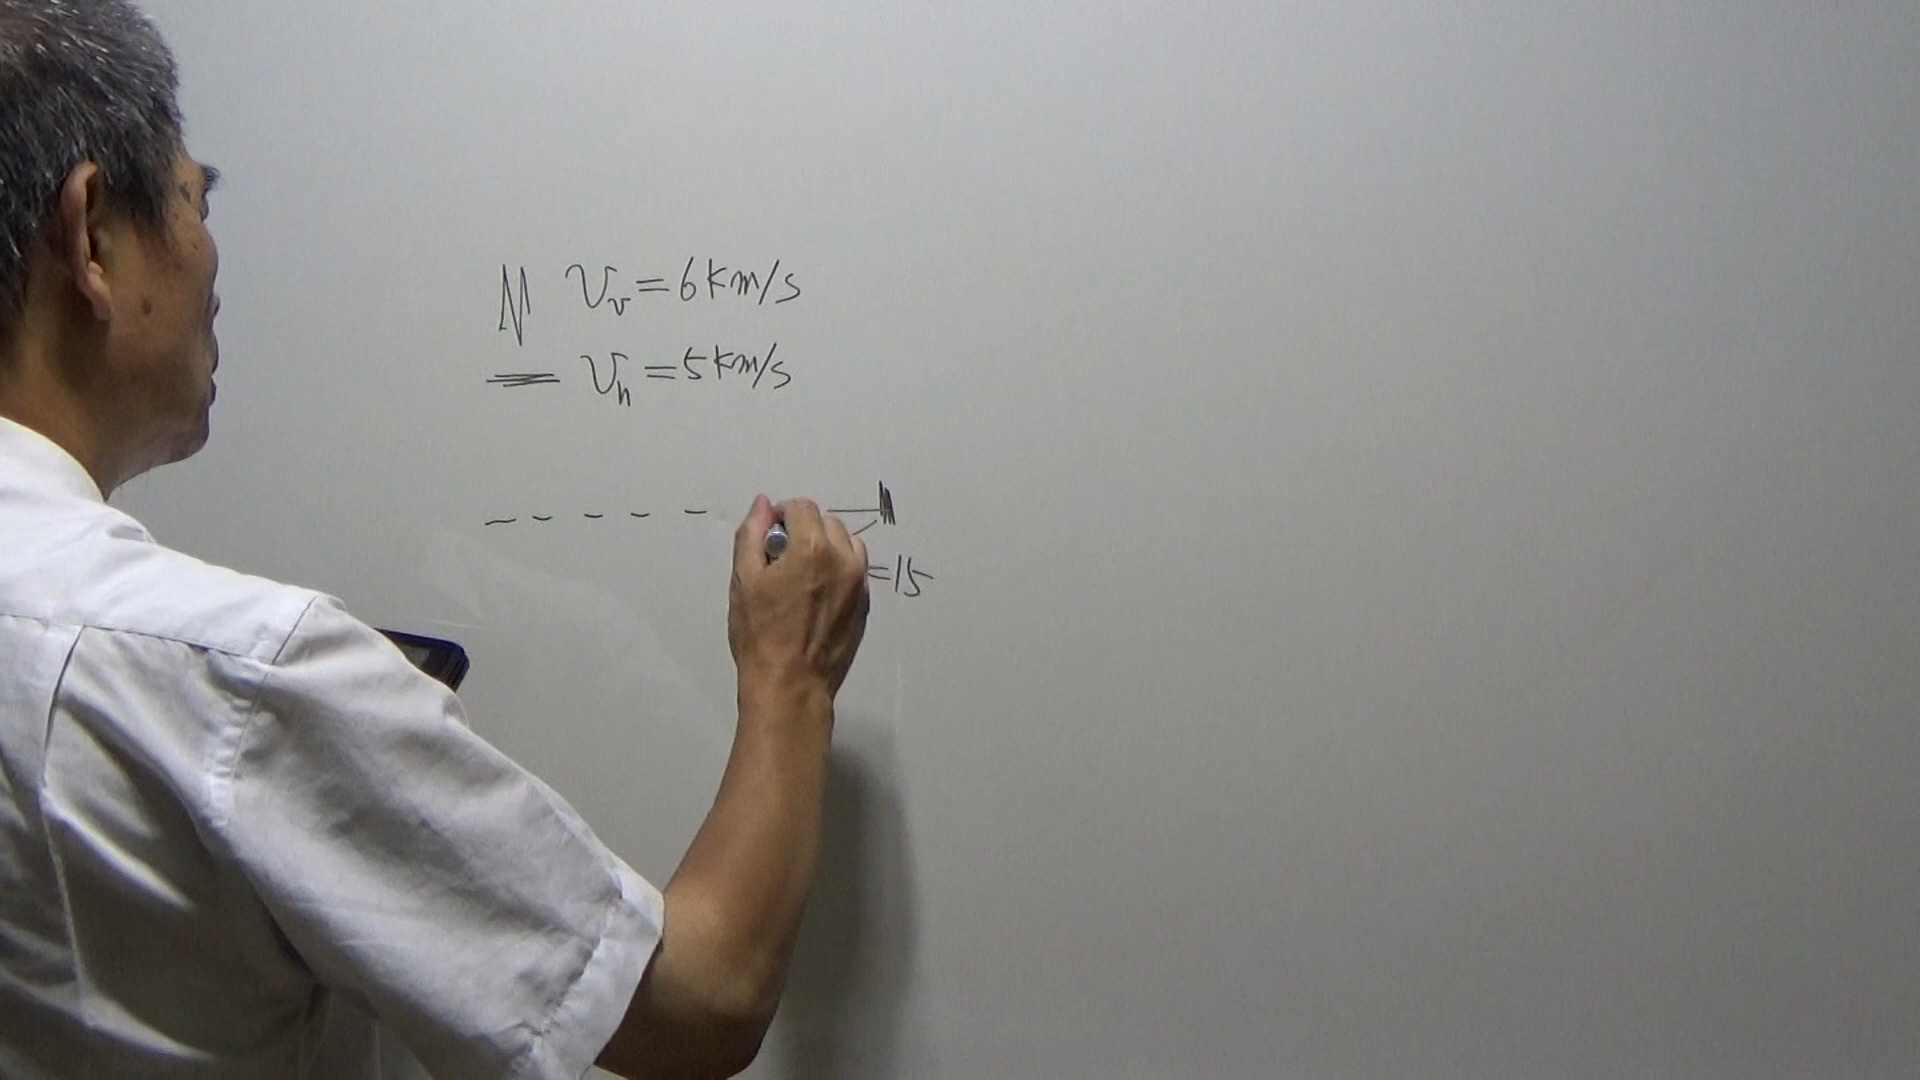 V_v = 6 km/s
V_h = 5 km/s
=15